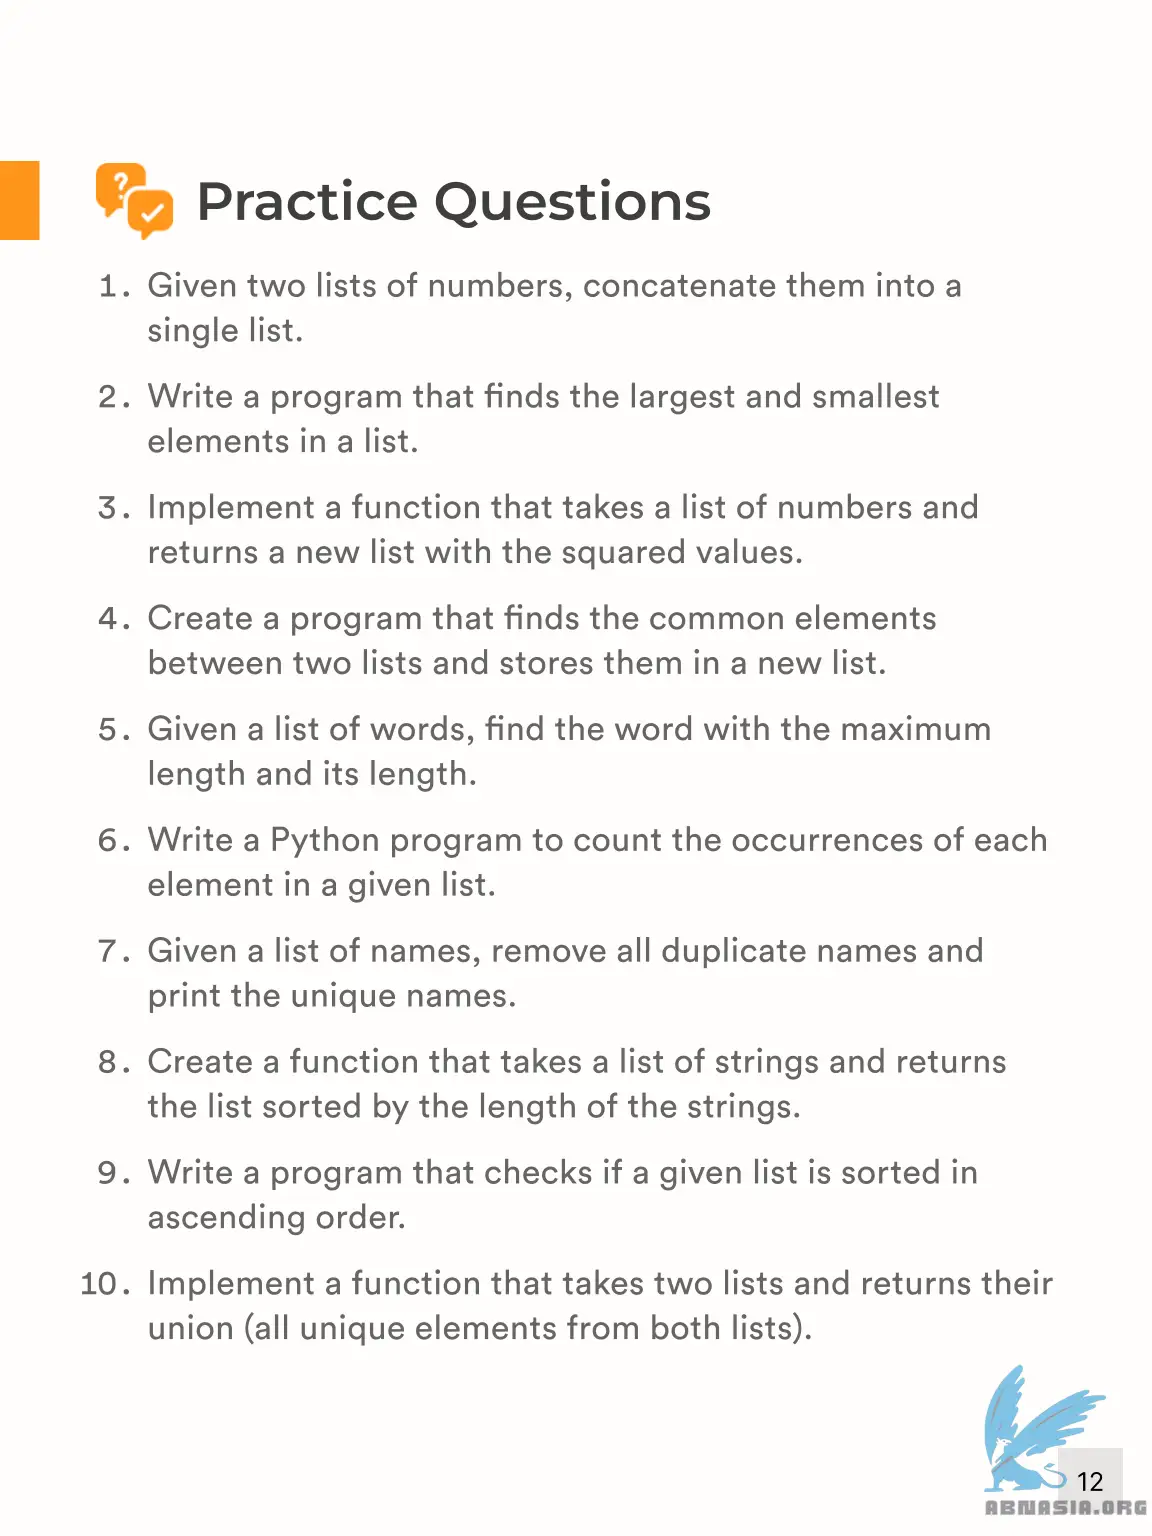 Practice Questions
1. Given two lists of numbers, concatenate them into a
single list.
2. Write a program that finds the largest and smallest
elements in a list.
3. Implement a function that takes a list of numbers and
returns a new list with the squared values.
4. Create a program that finds the common elements
between two lists and stores them in a new list.
5. Given a list of words, find the word with the maximum
length and its length.
6. Write a Python program to count the occurrences of each
element in a given list.
7. Given a list of names, remove all duplicate names and
print the unique names.
8. Create a function that takes a list of strings and returns
the list sorted by the length of the strings.
9. Write a program that checks if a given list is sorted in
ascending order.
10. Implement a function that takes two lists and returns their
union (all unique elements from both lists).
12
ABNASIA.ORG